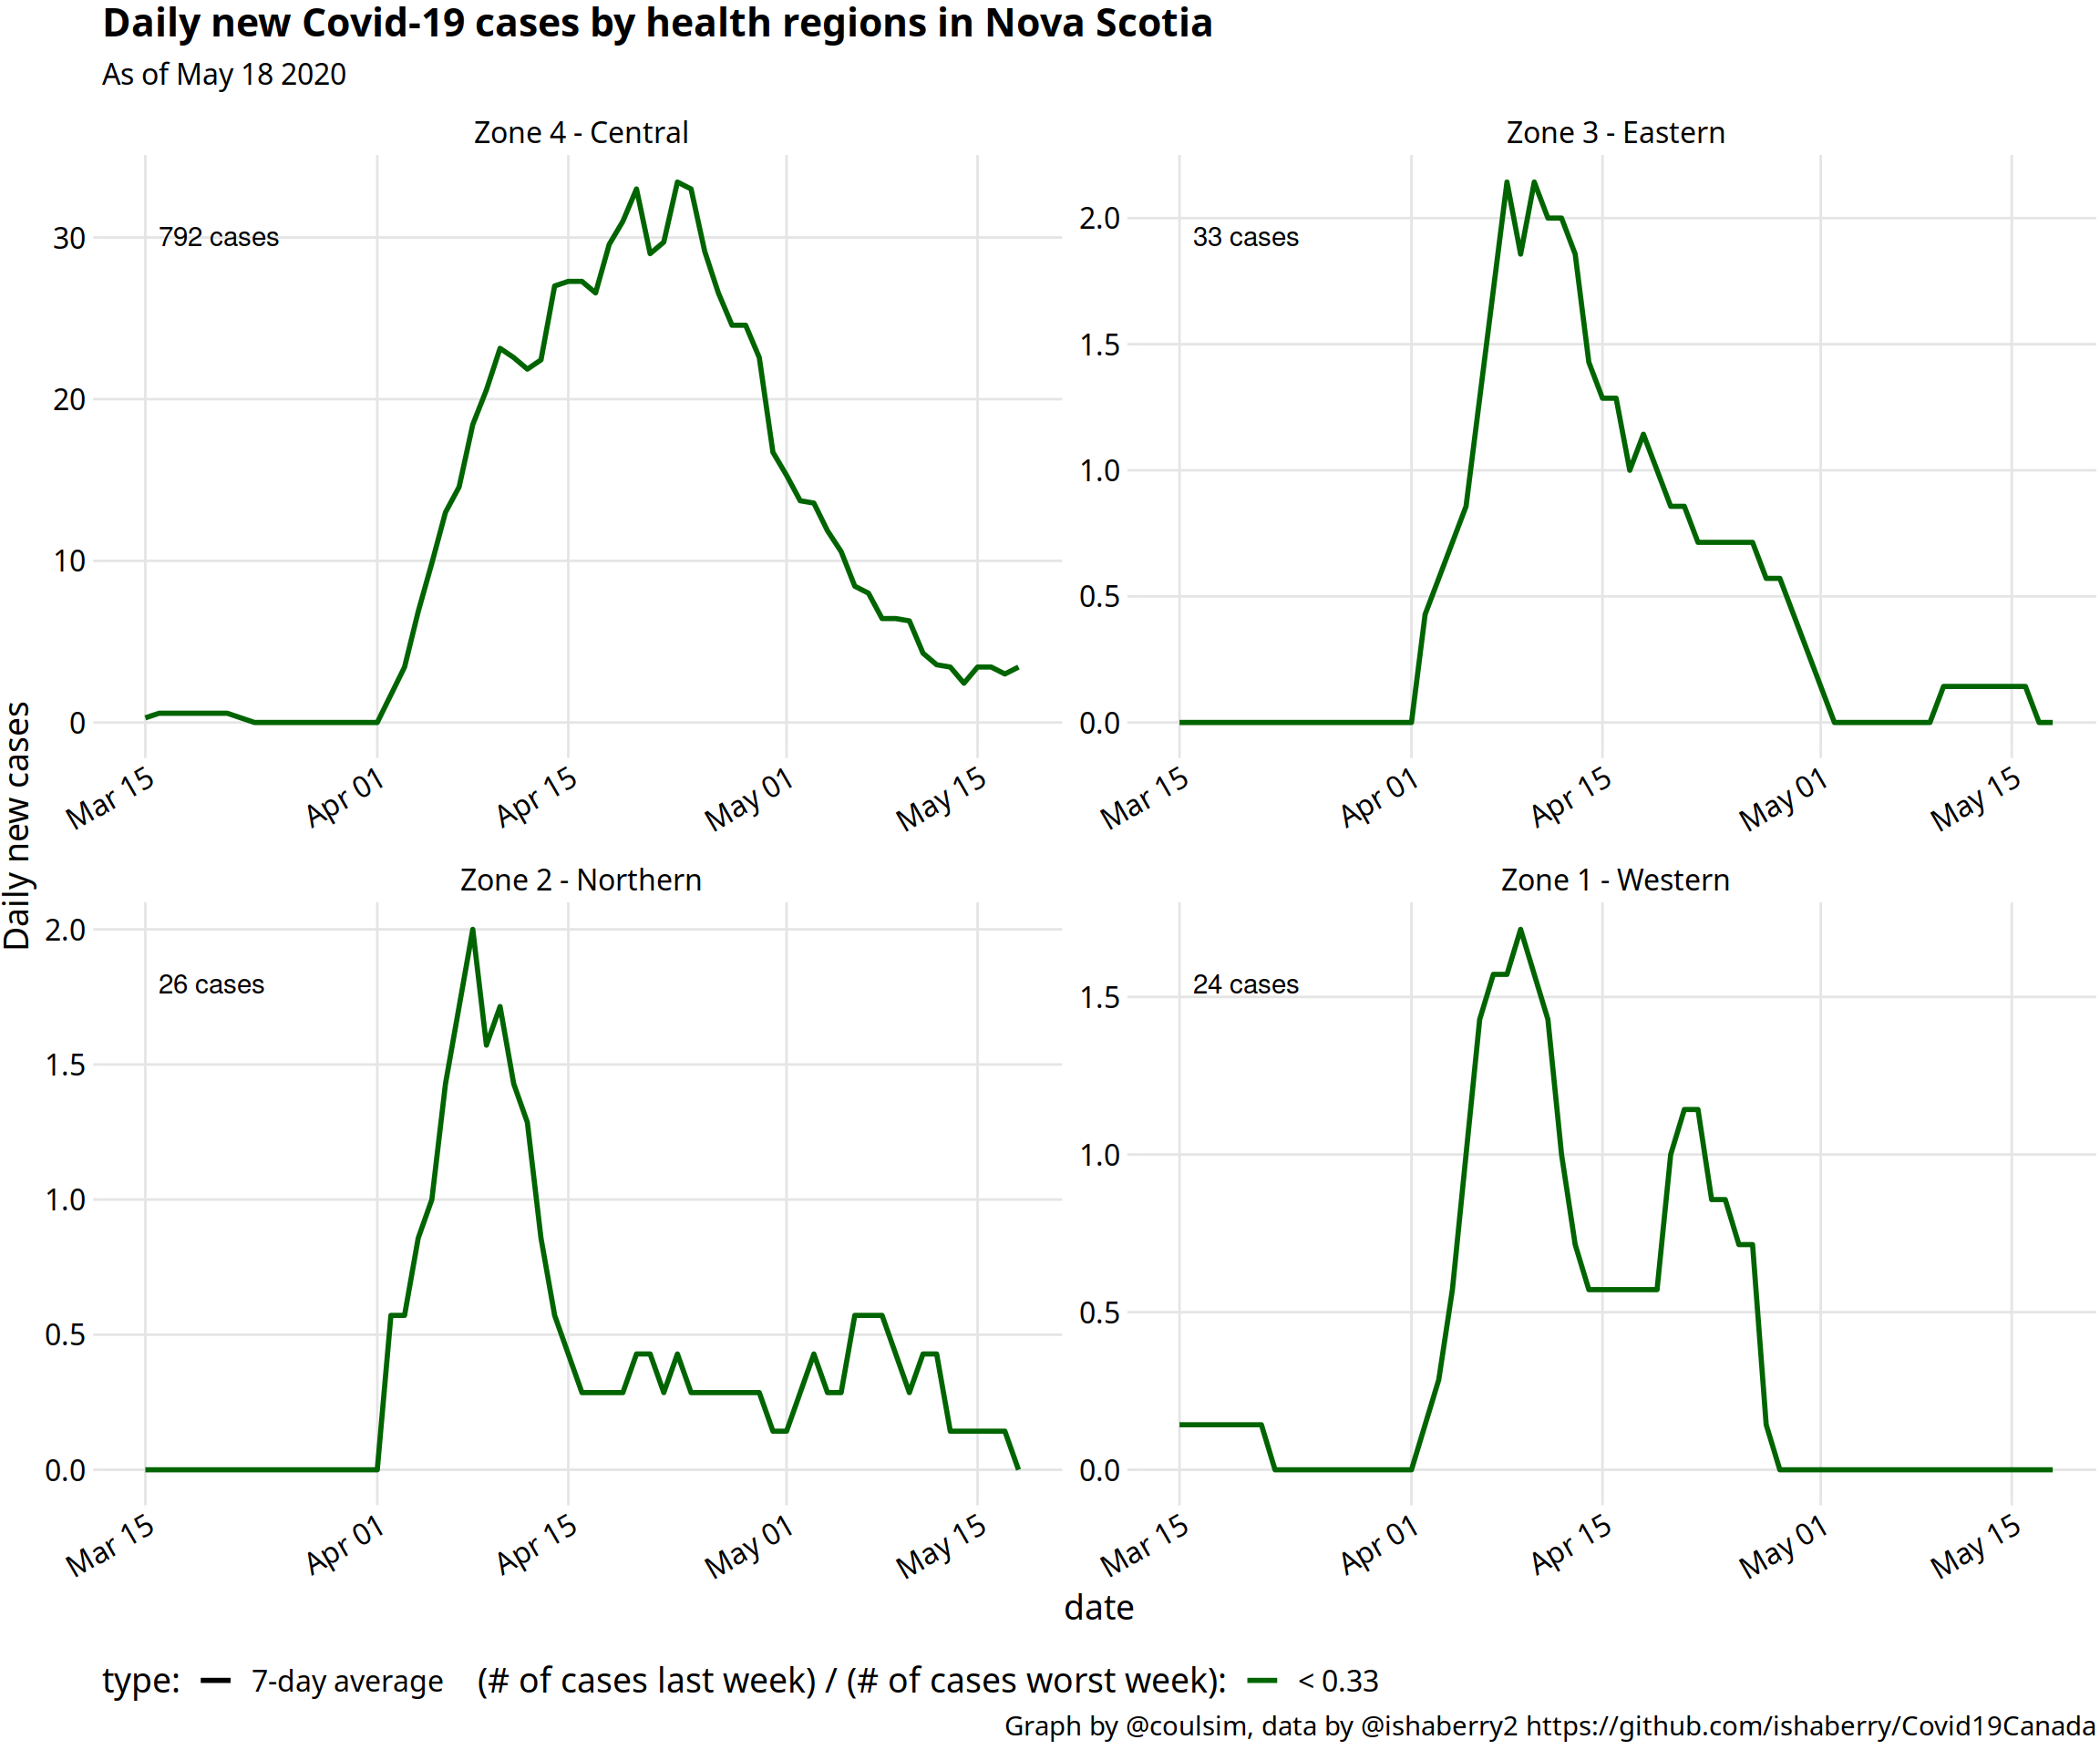 Daily new Covid-19 cases by health regions in Nova Scotia
As of May 18 2020
Daily new cases
Zone 4 - Central
792 cases
30
20
10
0
Mar 15
Apr 01
Apr 15
May 01
May 15
Zone 3 - Eastern
33 cases
2.0
1.5
1.0
0.5
0.0
Mar 15
Apr 01
Apr 15
May 01
May 15
Zone 2 - Northern
26 cases
2.0
1.5
1.0
0.5
0.0
Mar 15
Apr 01
Apr 15
May 01
May 15
Zone 1 - Western
24 cases
1.5
1.0
0.5
0.0
Mar 15
Apr 01
Apr 15
May 01
May 15
date
type: 7-day average (# of cases last week) / (# of cases worst week): < 0.33
Graph by @coulsim, data by @ishaberry2 https://github.com/ishaberry/Covid19Canada